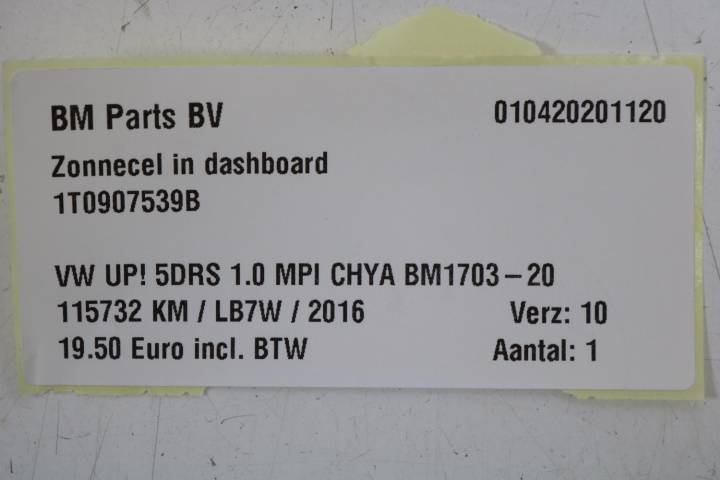 BM Parts BV 010420201120
Zonnecel in dashboard
1T0907539B
VW UP! 5DRS 1.0 MPI CHYA BM1703-20
115732 KM / LB7W / 2016 Verz: 10
19.50 Euro incl. BTW Aantal: 1